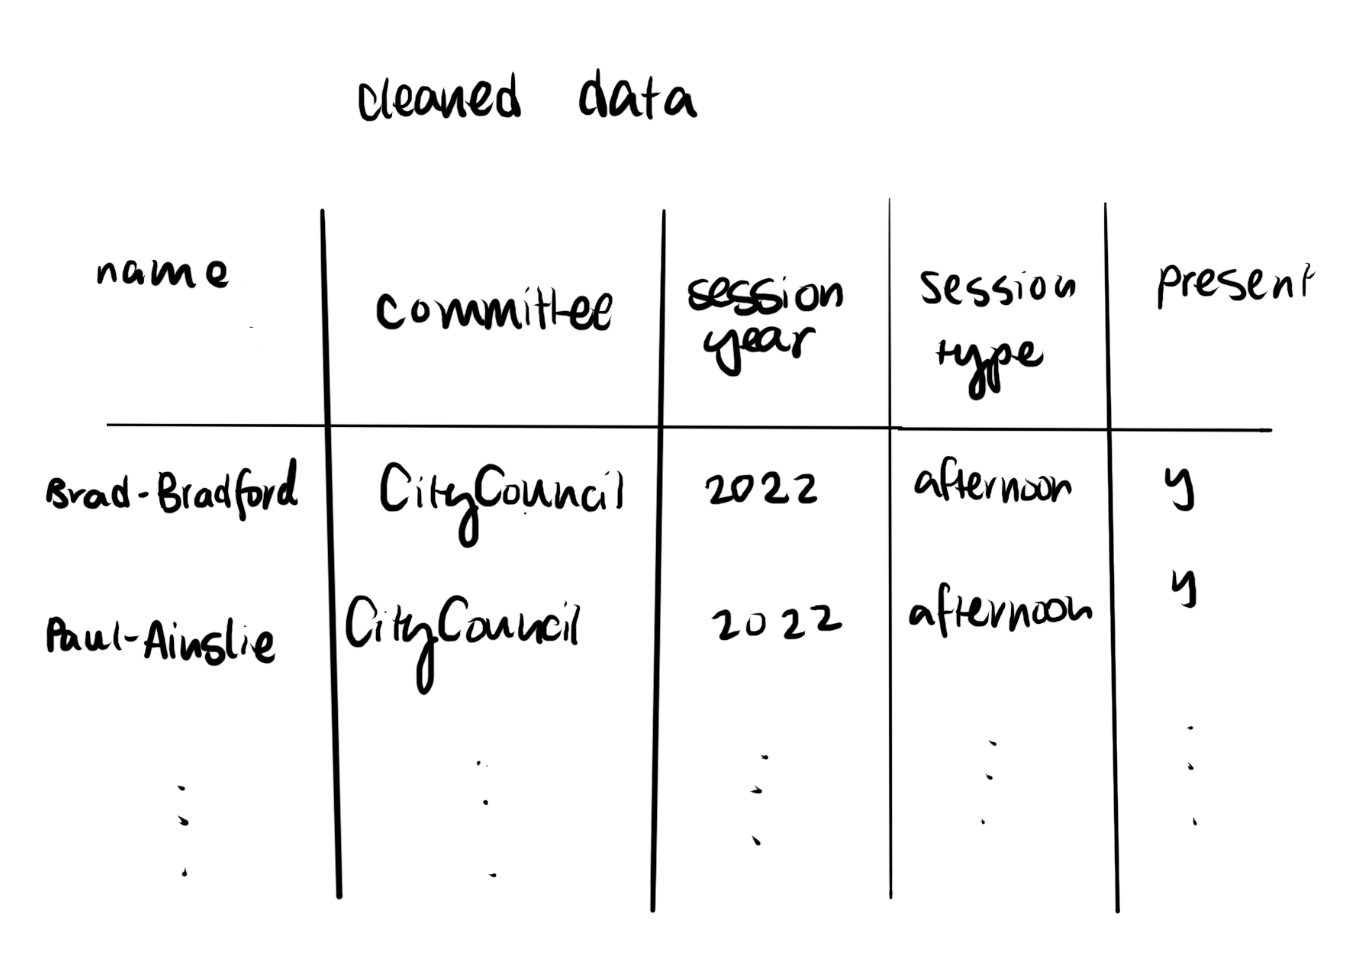 cleaned data
name committee session year session type present
Brad-Bradford CityCouncil 2022 afternoon y
Paul-Ainslie CityCouncil 2022 afternoon y